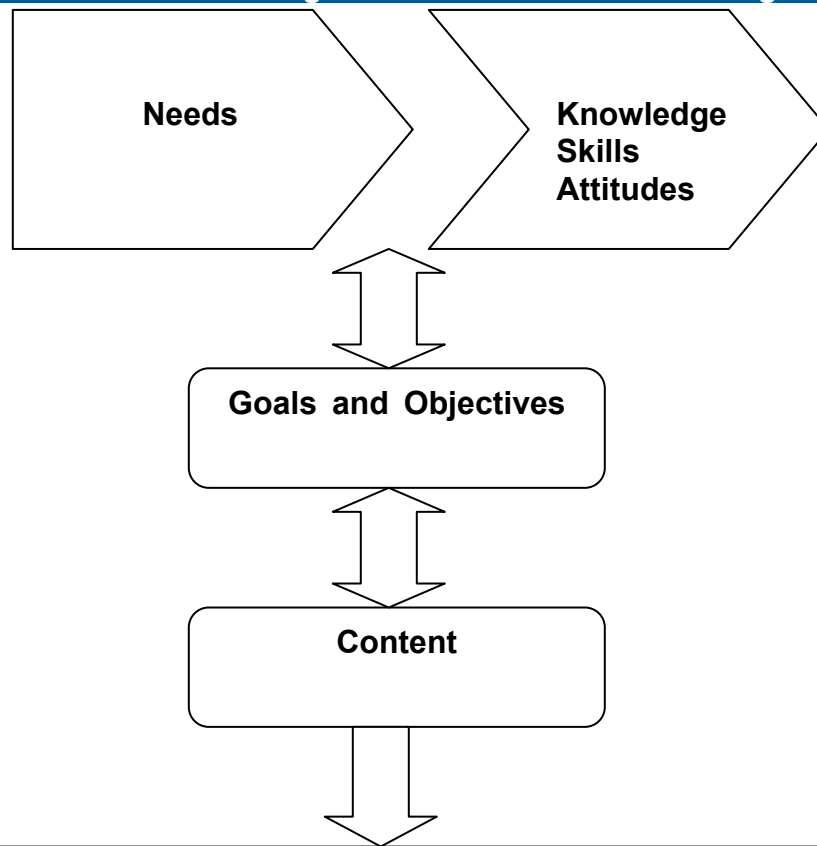 Needs
Knowledge
Skills
Attitudes
Goals and Objectives
Content